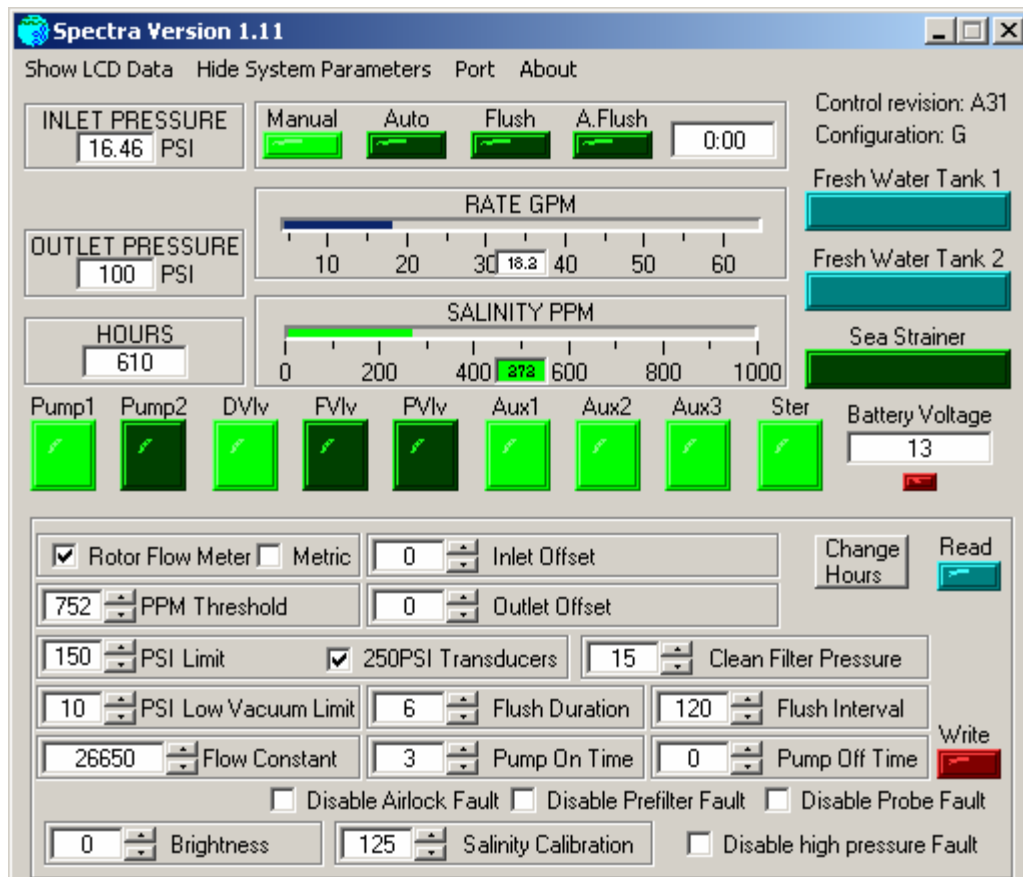 Spectra Version 1.11
Show LCD Data Hide System Parameters Port About
INLET PRESSURE
16.46 PSI
Manual Auto Flush A.Flush
0:00
Control revision: A31
Configuration: G
Fresh Water Tank 1
RATE GPM
10 20 30 18.2 40 50 60
OUTLET PRESSURE
100 PSI
Fresh Water Tank 2
SALINITY PPM
0 200 400 272 600 800 1000
HOURS
610
Sea Strainer
Pump1 Pump2 DVlv FVlv PVlv Aux1 Aux2 Aux3 Ster
Battery Voltage
13
Rotor Flow Meter Metric 0 Inlet Offset
Change
Hours
Read
752 PPM Threshold 0 Outlet Offset
150 PSI Limit 250PSI Transducers 15 Clean Filter Pressure
10 PSI Low Vacuum Limit 6 Flush Duration 120 Flush Interval
Write
26650 Flow Constant 3 Pump On Time 0 Pump Off Time
Disable Airlock Fault Disable Prefilter Fault Disable Probe Fault
0 Brightness 125 Salinity Calibration Disable high pressure Fault